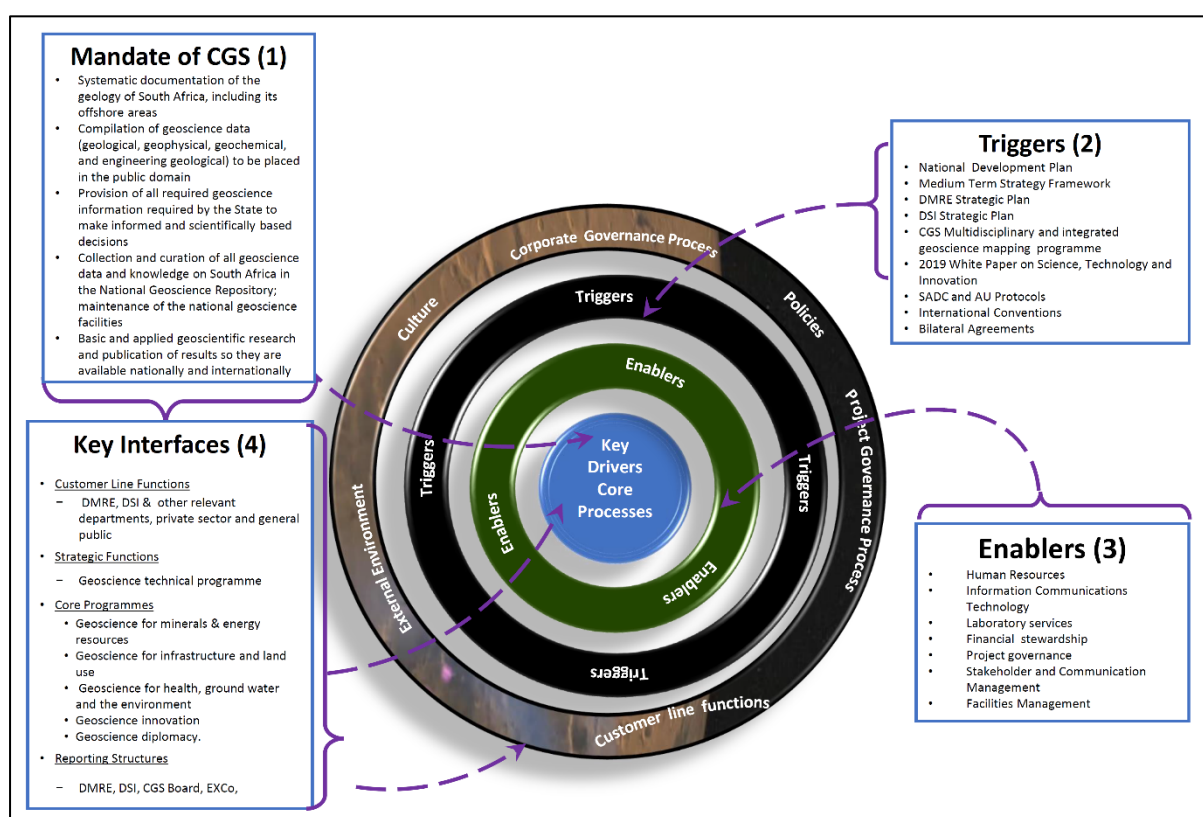 Mandate of CGS (1)
• Systematic documentation of the
geology of South Africa, including its
offshore areas
• Compilation of geoscience data
(geological, geophysical, geochemical,
and engineering geological) to be placed
in the public domain
• Provision of all required geoscience
information required by the State to
make informed and scientifically based
decisions
• Collection and curation of all geoscience
data and knowledge on South Africa in
the National Geoscience Repository;
maintenance of the national geoscience
facilities
• Basic and applied geoscientific research
and publication of results so they are
available nationally and internationally
Key Interfaces (4)
• Customer Line Functions
– DMRE, DSI & other relevant
departments, private sector and general
public
• Strategic Functions
– Geoscience technical programme
• Core Programmes
• Geoscience for minerals & energy
resources
• Geoscience for infrastructure and land
use
• Geoscience for health, ground water
and the environment
• Geoscience innovation
• Geoscience diplomacy.
• Reporting Structures
– DMRE, DSI, CGS Board, EXCo,
Corporate Governance Process
Policies
Project Governance Process
Customer line functions
External Environment
Culture
Triggers
Triggers
Triggers
Triggers
Enablers
Enablers
Enablers
Key
Drivers
Core
Processes
Triggers (2)
• National Development Plan
• Medium Term Strategy Framework
• DMRE Strategic Plan
• DSI Strategic Plan
• CGS Multidisciplinary and integrated
geoscience mapping programme
• 2019 White Paper on Science, Technology and
Innovation
• SADC and AU Protocols
• International Conventions
• Bilateral Agreements
Enablers (3)
• Human Resources
• Information Communications
Technology
• Laboratory services
• Financial stewardship
• Project governance
• Stakeholder and Communication
Management
• Facilities Management